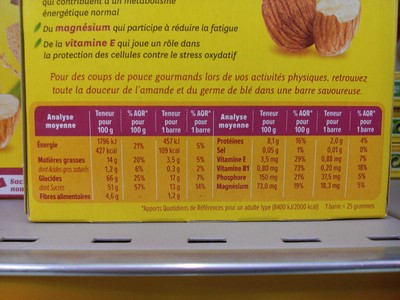 qui contribuent à un métabolisme
énergétique normal
Du magnésium qui participe à réduire la fatigue
De la vitamine E qui joue un rôle dans
la protection des cellules contre le stress oxydatif
Pour des coups de pouce gourmands lors de vos activités physiques, retrouvez
toute la douceur de l'amande et du germe de blé dans une barre savoureuse.
Analyse moyenne Teneur pour 100 g % AQR* pour 100 g Teneur pour 1 barre % AQR* pour 1 barre Analyse moyenne Teneur pour 100 g % AQR* pour 100 g Teneur pour 1 barre % AQR* pour 1 barre
Énergie 1796 kJ 427 kcal 21% 457 kJ 109 kcal 5% Protéines 8,1 g 16% 2,0 g 4%
Sel 0,05 g 1% 0,01 g 0%
Matières grasses 14 g 20% 3,5 g 5% Vitamine E 3,5 mg 29% 0,88 mg 7%
dont Acides gras saturés 1,2 g 6% 0,3 g 2% Vitamine B1 0,80 mg 73% 0,20 mg 18%
Glucides 66 g 25% 17 g 7% Phosphore 150 mg 21% 37,5 mg 5%
dont Sucres 51 g 57% 13 g 14% Magnésium 73,0 mg 19% 18,3 mg 5%
Fibres alimentaires 4,6 g - 1,2 g -
*Apports Quotidiens de Références pour un adulte type (8400 kJ/2000 kcal) 1 barre = 25 grammes
Sac
non